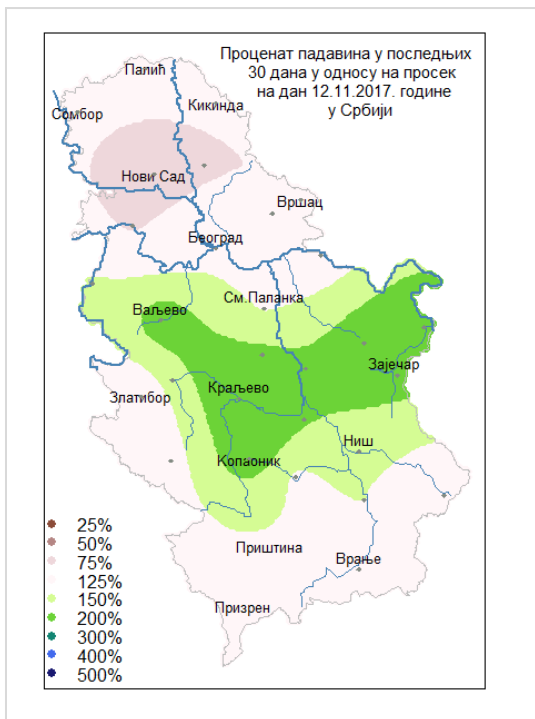 Проценат падавина у последњих
30 дана у односу на просек
на дан 12.11.2017. године
у Србији
Палић
Кикинда
Сомбор
Нови Сад
Вршац
Београд
См.Паланка
Ваљево
Зајечар
Краљево
Златибор
Ниш
Копаоник
Приштина
Врање
Призрен
25%
50%
75%
125%
150%
200%
300%
400%
500%